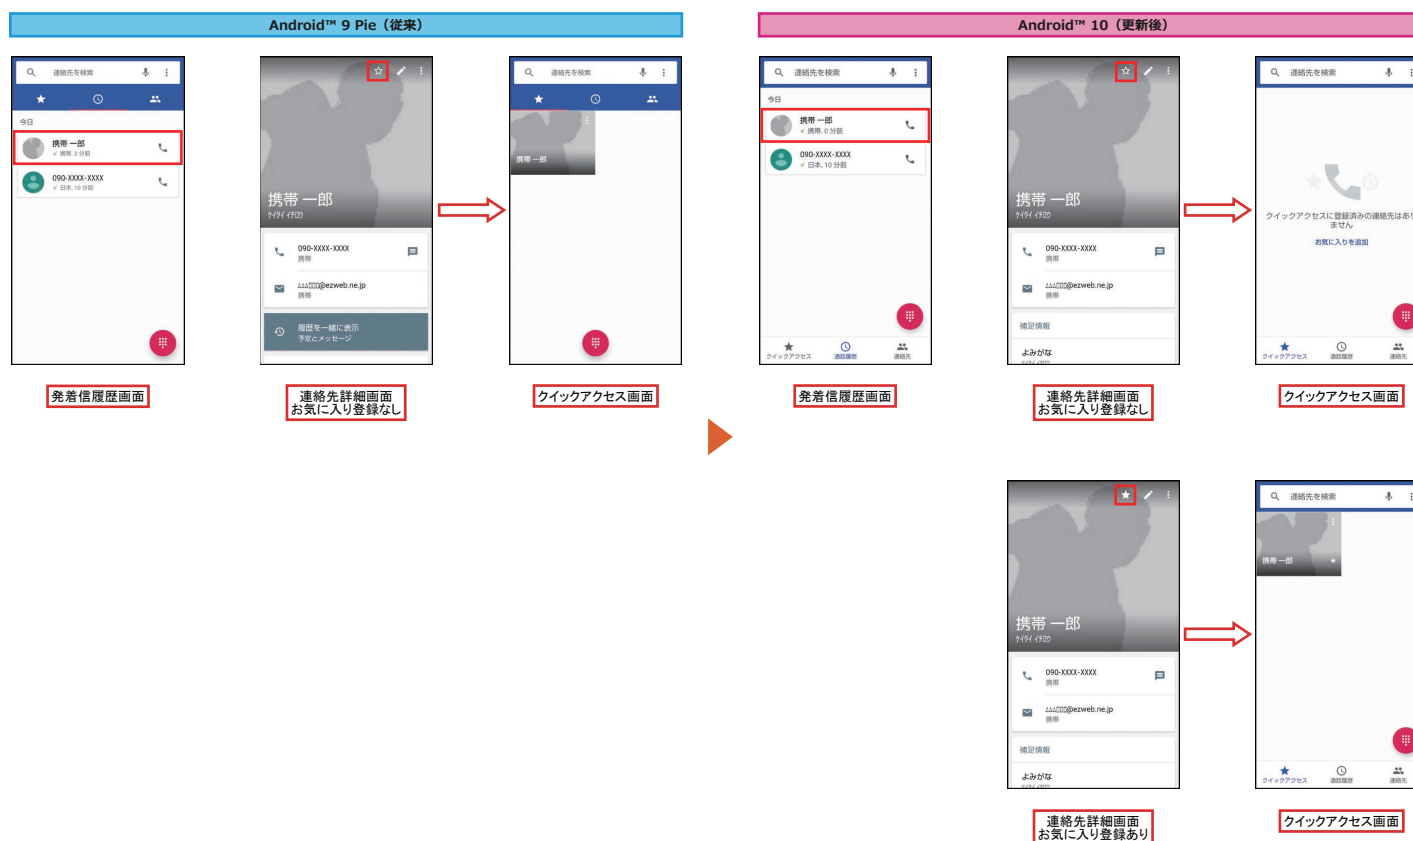 Android™ 9 Pie（従来）
Android™ 10（更新後）
連絡先を検索
今日
携帯 一郎
携帯, 0 分前
090-XXXX-XXXX
日本, 10 分前
発着信履歴画面
携帯 一郎
ケイタイ イチロウ
090-XXXX-XXXX
携帯
△△△□□□@ezweb.ne.jp
携帯
履歴を一緒に表示
予定とメッセージ
連絡先詳細画面
お気に入り登録なし
連絡先を検索
携帯 一郎
クイックアクセス画面
連絡先を検索
今日
携帯 一郎
携帯, 0 分前
090-XXXX-XXXX
日本, 10 分前
クイックアクセス 通話履歴 連絡先
発着信履歴画面
携帯 一郎
ケイタイ イチロウ
090-XXXX-XXXX
携帯
△△△□□□@ezweb.ne.jp
携帯
補足情報
よみがな
連絡先詳細画面
お気に入り登録なし
連絡先を検索
クイックアクセスに登録済みの連絡先はあり
ません
お気に入りを追加
クイックアクセス 通話履歴 連絡先
クイックアクセス画面
携帯 一郎
ケイタイ イチロウ
090-XXXX-XXXX
携帯
△△△□□□@ezweb.ne.jp
携帯
補足情報
よみがな
連絡先詳細画面
お気に入り登録あり
連絡先を検索
携帯 一郎
クイックアクセス 通話履歴 連絡先
クイックアクセス画面